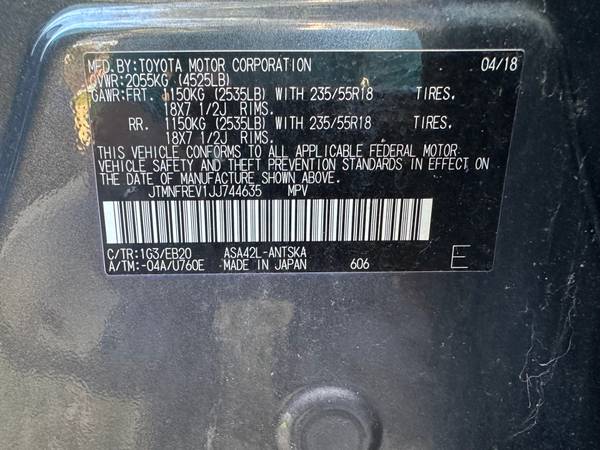 MFD.BY:TOYOTA MOTOR CORPORATION 04/18
GVWR:2055KG (4525LB)
GAWR:FRT. 1150KG (2535LB) WITH 235/55R18 TIRES,
18X7 1/2J RIMS.
RR. 1150KG (2535LB) WITH 235/55R18 TIRES,
18X7 1/2J RIMS.
THIS VEHICLE CONFORMS TO ALL APPLICABLE FEDERAL MOTOR
VEHICLE SAFETY AND THEFT PREVENTION STANDARDS IN EFFECT ON
THE DATE OF MANUFACTURE SHOWN ABOVE.
JTMNFREV1JJ744635 MPV
C/TR:1G3/EB20 ASA42L-ANTSKA
A/TM:-04A/U760E MADE IN JAPAN 606 E